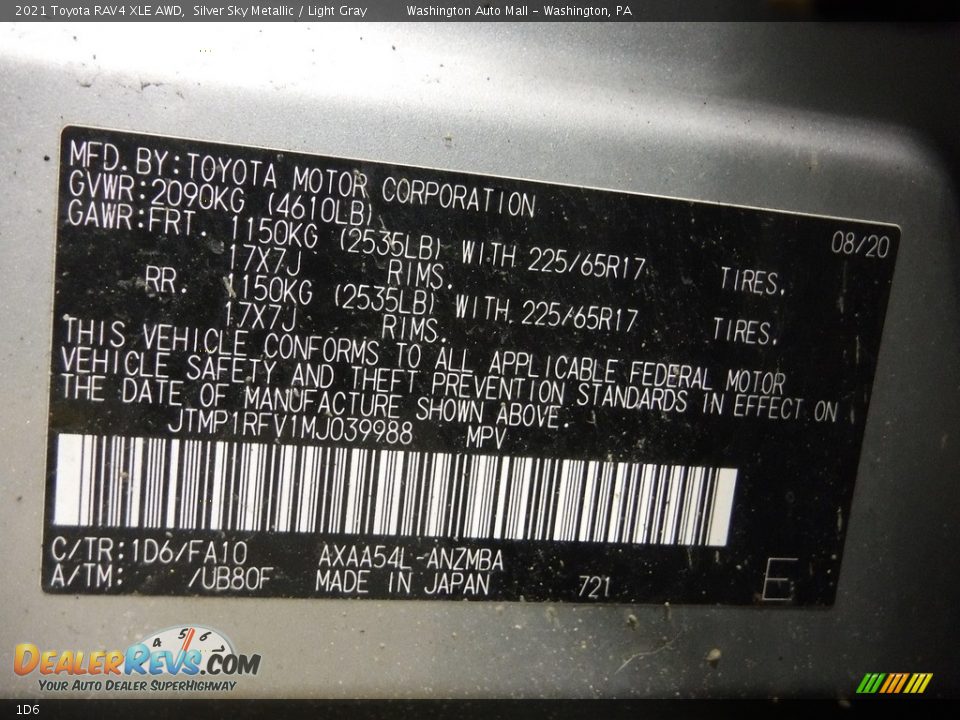 2021 Toyota RAV4 XLE AWD, Silver Sky Metallic / Light Gray Washington Auto Mall - Washington, PA
MFD. BY: TOYOTA MOTOR CORPORATION 08/20
GVWR: 2090KG (4610LB)
GAWR: FRT. 1150KG (2535LB) WITH 225/65R17 TIRES.
17X7J RIMS.
RR. 1150KG (2535LB) WITH 225/65R17 TIRES.
17X7J RIMS.
THIS VEHICLE CONFORMS TO ALL APPLICABLE FEDERAL MOTOR
VEHICLE SAFETY AND THEFT PREVENTION STANDARDS IN EFFECT ON
THE DATE OF MANUFACTURE SHOWN ABOVE.
JTMP1RFV1MJ039988 MPV
C/TR: 1D6/FA10 AXAA54L-ANZMBA
A/TM: /UB80F MADE IN JAPAN 721 E
4 5 6
DEALERREVS.COM
YOUR AUTO DEALER SUPERHIGHWAY
1D6